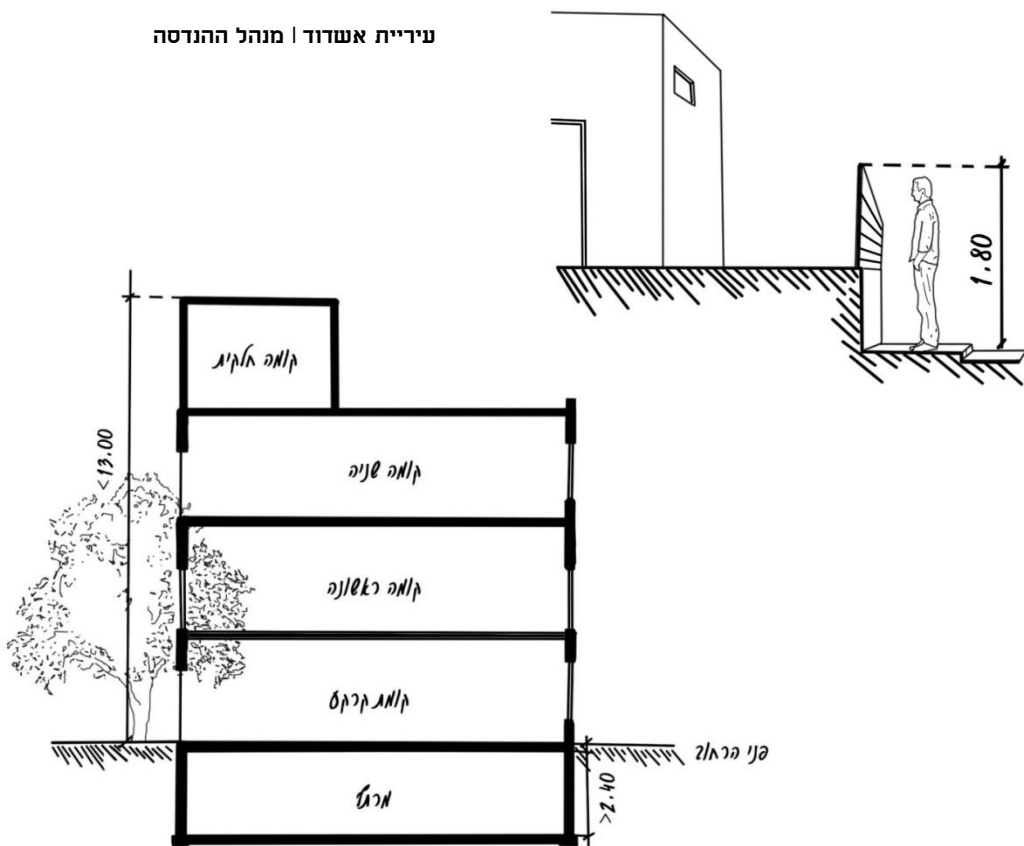 עיריית אשדוד | מנהל ההנדסה
1.80
קומה חלקית
<13.00
קומה שניה
קומה ראשונה
קומת קרקע
פני הרחוב
מרתף
>2.40